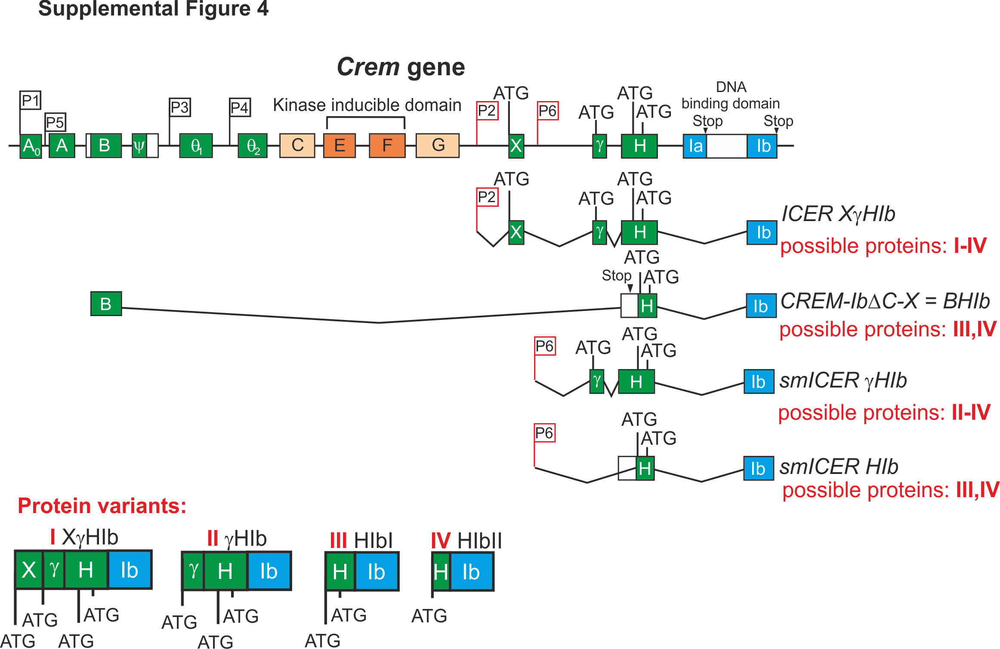 Supplemental Figure 4
Crem gene
P1
P5
P3
P4
Kinase inducible domain
P2
ATG
P6
ATG
ATG
ATG
DNA
binding domain
Stop
Stop
A0
A
B
ψ
θ1
θ2
C
E
F
G
X
γ
H
Ia
Ib
P2
ATG
ATG
ATG
ATG
X
γ
H
Ib
ICER XγHIb
possible proteins: I-IV
ATG
Stop
ATG
B
H
Ib
CREM-IbΔC-X = BHIb
possible proteins: III,IV
P6
ATG
ATG
ATG
γ
H
Ib
smICER γHIb
possible proteins: II-IV
P6
ATG
ATG
H
Ib
smICER HIb
possible proteins: III,IV
Protein variants:
I XγHIb
X
γ
H
Ib
ATG
ATG
ATG
ATG
II γHIb
γ
H
Ib
ATG
ATG
ATG
III HIbI
H
Ib
ATG
ATG
IV HIbII
H
Ib
ATG